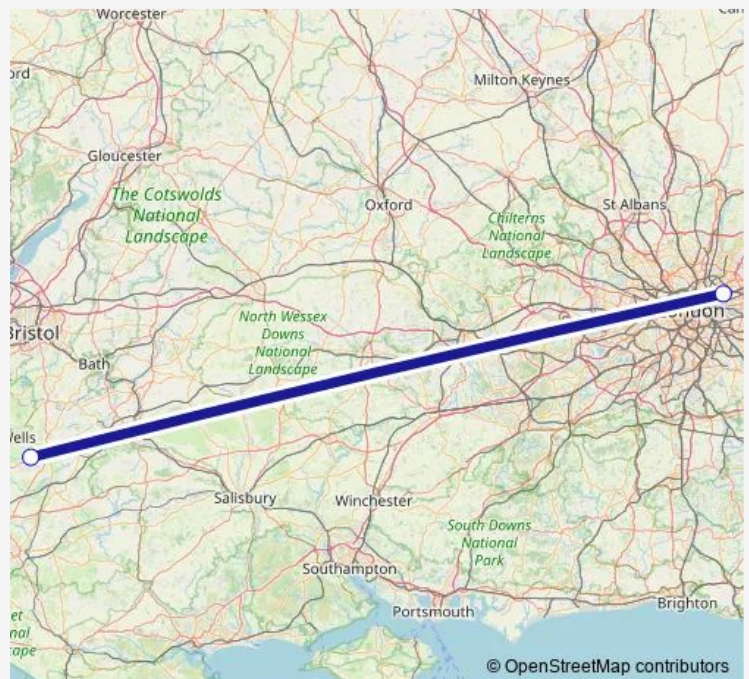 Worcester
Milton Keynes
Gloucester
The Cotswolds
National
Landscape
Oxford
St Albans
Chilterns
National
Landscape
North Wessex
Downs
National
Landscape
Bristol
Bath
Salisbury
Winchester
South Downs
National
Park
Southampton
Portsmouth
Brighton
© OpenStreetMap contributors